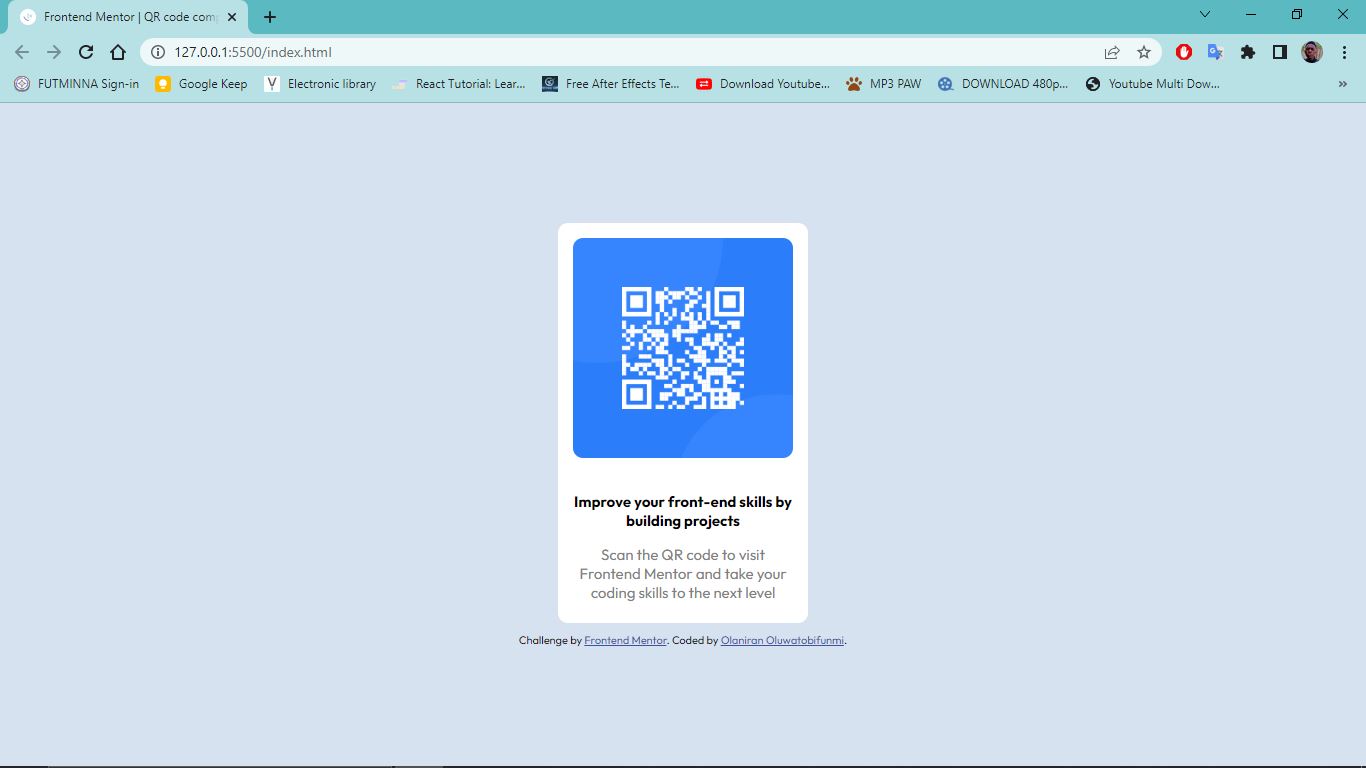 Frontend Mentor | QR code com
127.0.0.1:5500/index.html
FUTMINNA Sign-in
Google Keep
V
Electronic library
React Tutorial: Lear...
Free After Effects Te...
Download Youtube...
MP3 PAW
DOWNLOAD 480p...
Youtube Multi Dow...
»
Improve your front-end skills by
building projects
Scan the QR code to visit
Frontend Mentor and take your
coding skills to the next level
Challenge by Frontend Mentor. Coded by Olaniran Oluwatobifunmi.